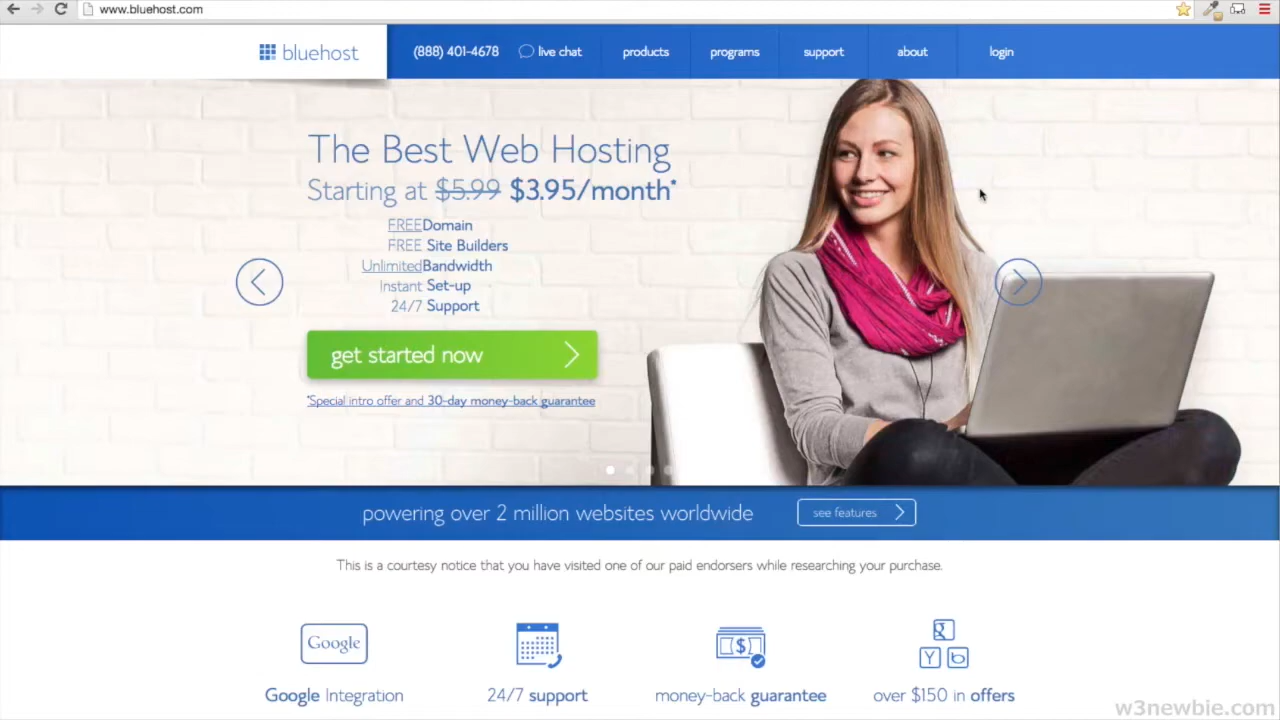 www.bluehost.com
bluehost
(888) 401-4678 live chat products programs support about login
The Best Web Hosting
Starting at $5.99 $3.95/month*
FREEDomain
FREE Site Builders
UnlimitedBandwidth
Instant Set-up
24/7 Support
get started now
*Special intro offer and 30-day money-back guarantee
powering over 2 million websites worldwide
see features
This is a courtesy notice that you have visited one of our paid endorsers while researching your purchase.
Google
$
g
Y b
Google Integration
24/7 support
money-back guarantee
over $150 in offers
w3newbie.com